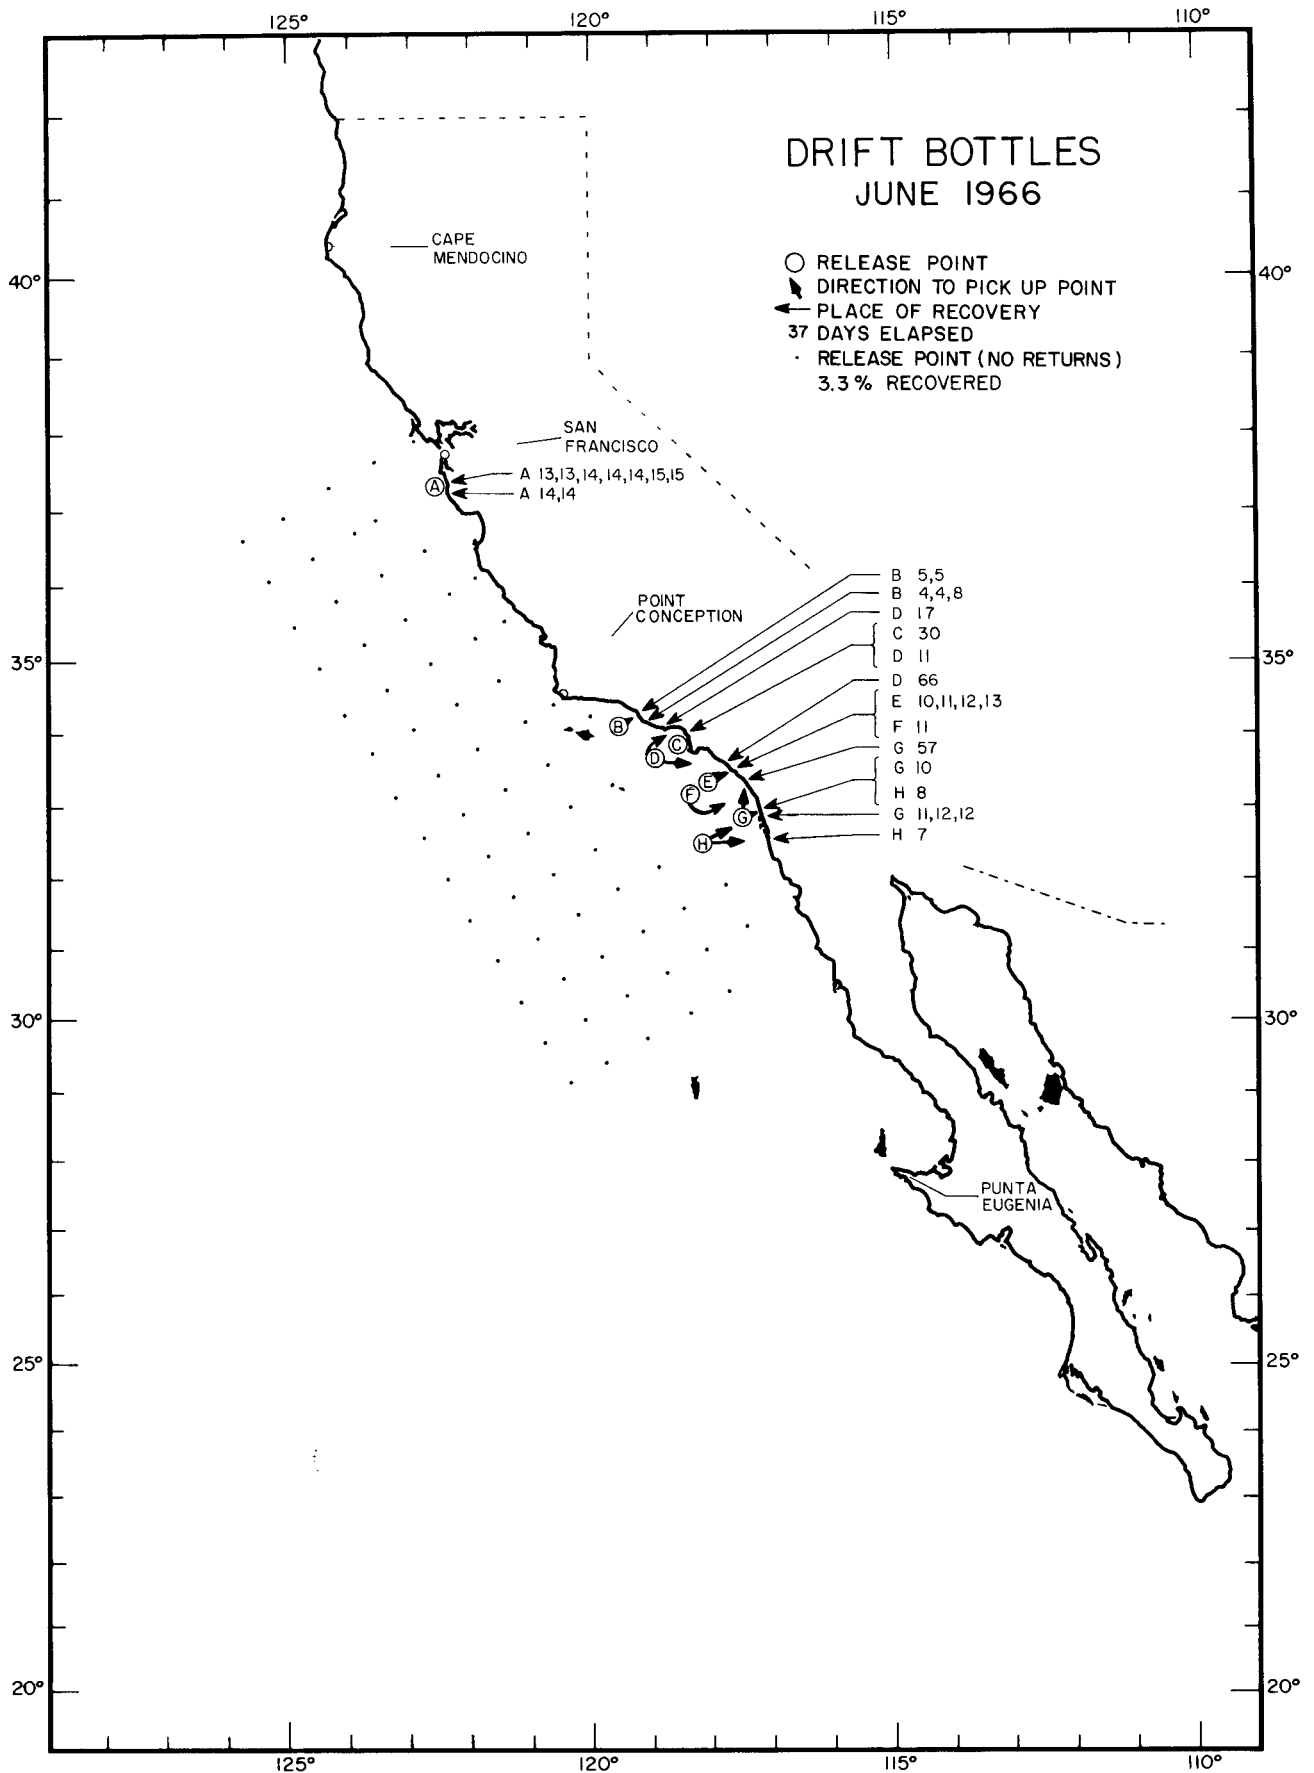 125° 120° 115° 110°
DRIFT BOTTLES
JUNE 1966
CAPE
MENDOCINO
RELEASE POINT
DIRECTION TO PICK UP POINT
PLACE OF RECOVERY
37 DAYS ELAPSED
RELEASE POINT (NO RETURNS)
3.3% RECOVERED
40° 40°
SAN
FRANCISCO
A 13,13,14,14,14,15,15
A
A 14,14
POINT
CONCEPTION
B 5,5
B 4,4,8
D 17
C 30
D 11
D 66
E 10,11,12,13
F 11
G 57
G 10
H 8
G 11,12,12
H 7
35° 35°
B
C
D
E
F
G
H
30° 30°
PUNTA
EUGENIA
25° 25°
20° 20°
125° 120° 115° 110°